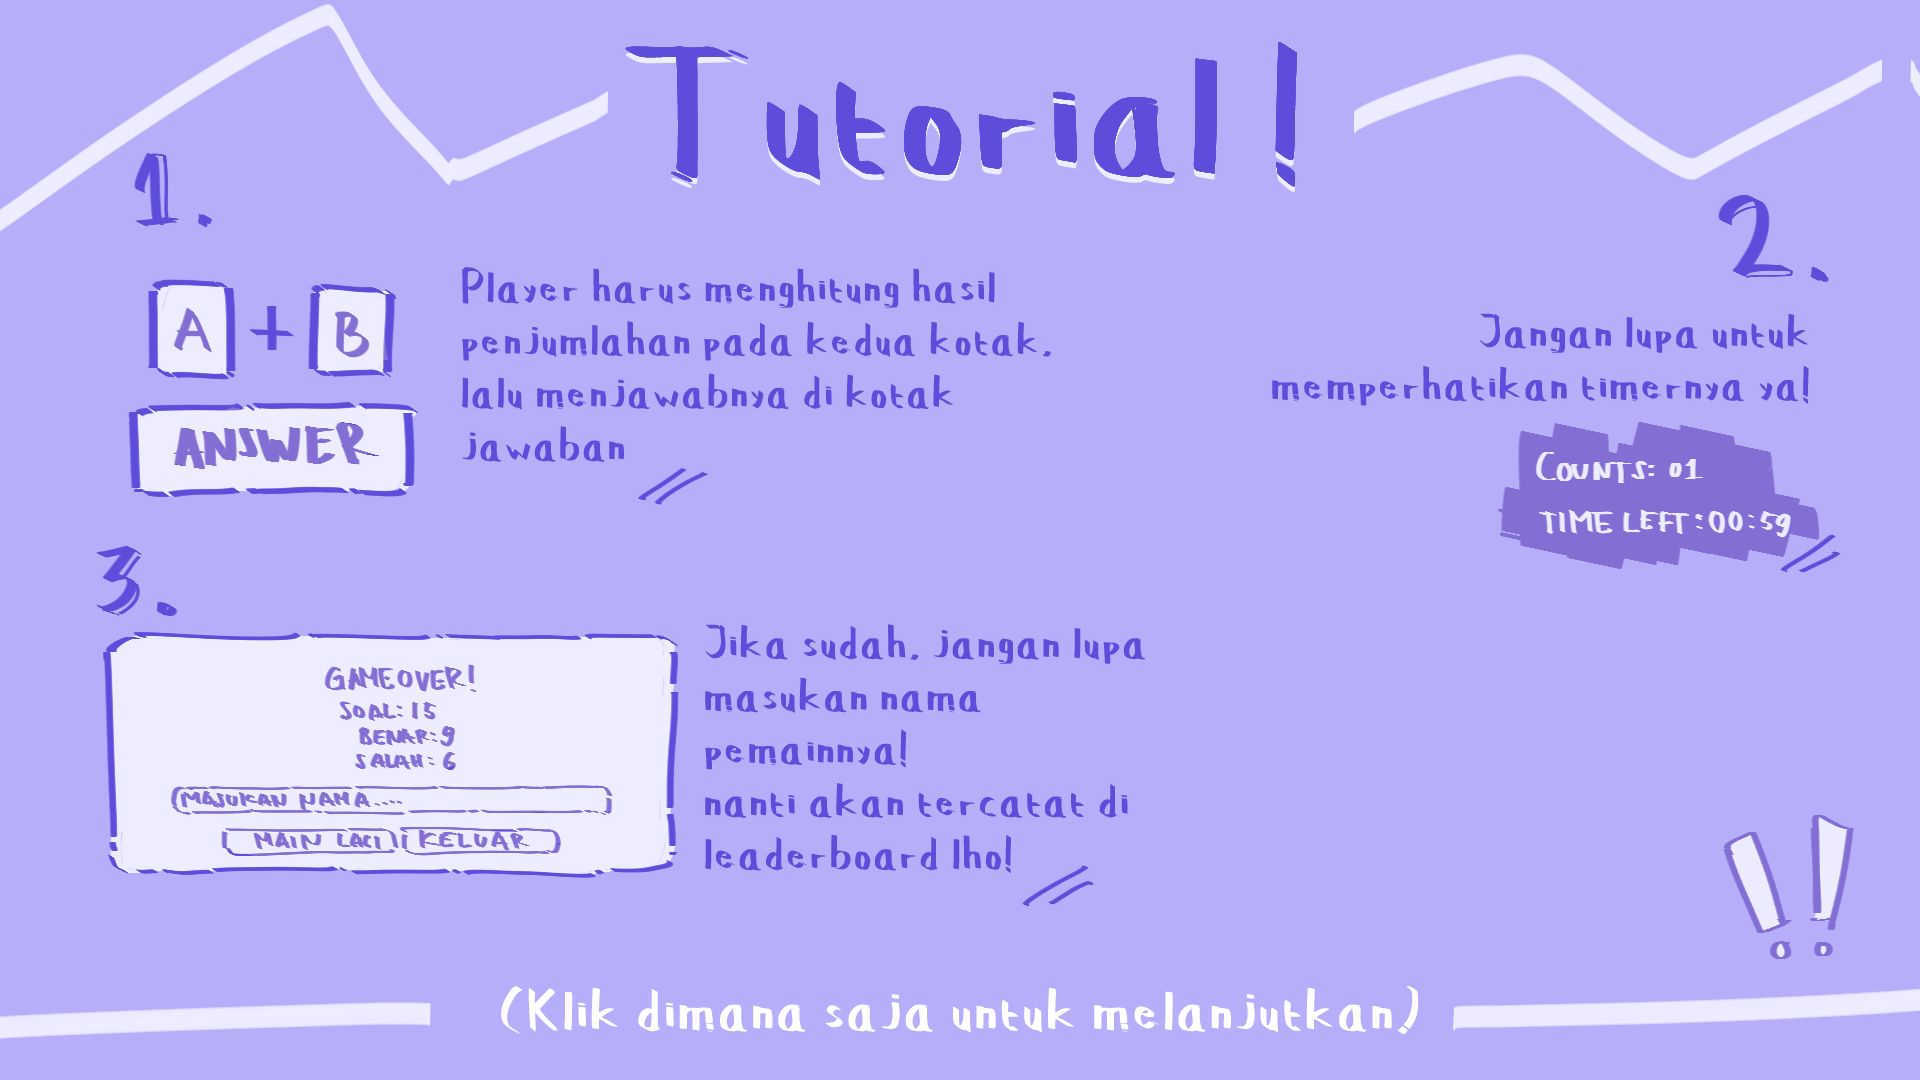 Tutorial!
1.
A + B
ANSWER
Player harus menghitung hasil
penjumlahan pada kedua kotak,
lalu menjawabnya di kotak
jawaban
2.
Jangan lupa untuk
memperhatikan timernya ya!
COUNTS: 01
TIME LEFT:00:59
3.
GAMEOVER!
SOAL: 15
BENAR: 9
SALAH: 6
MASUKAN NAMA....
MAIN LAGI
KELUAR
Jika sudah, jangan lupa
masukan nama
pemainnya!
nanti akan tercatat di
leaderboard lho!
!!
(Klik dimana saja untuk melanjutkan)